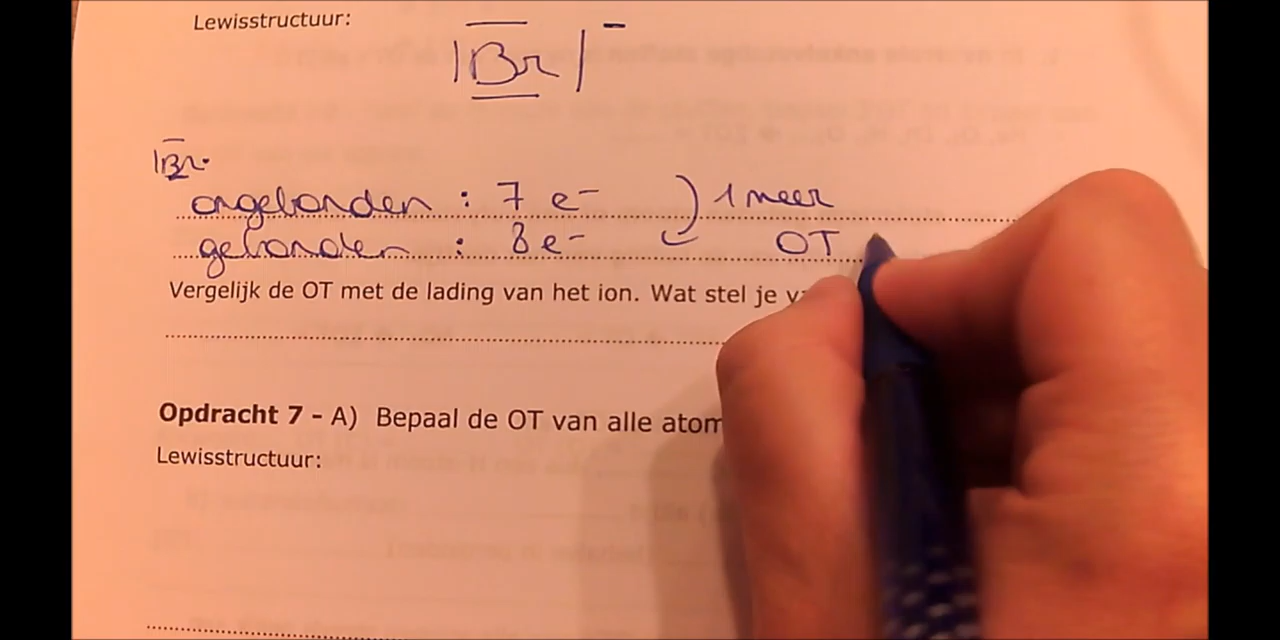 Lewisstructuur:
|Br|⁻
|Br·
ongebonden : 7 e⁻ 1 meer
gebonden : 8 e⁻ OT
Vergelijk de OT met de lading van het ion. Wat stel je
Opdracht 7 - A) Bepaal de OT van alle atom
Lewisstructuur: